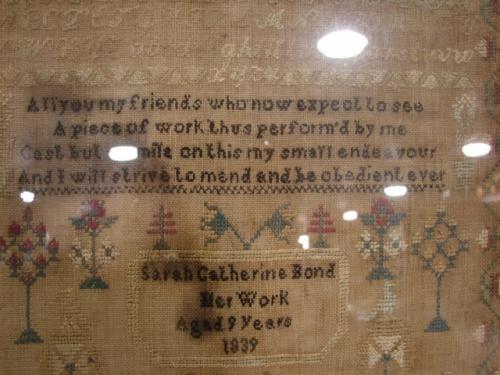 All you my friends who now expect to see
A piece of work thus perform'd by me
Cast but smile on this my small endeavour
And I will strive to mend and be obedient ever
Sarah Catherine Bond
Her Work
Aged 9 Years
1839